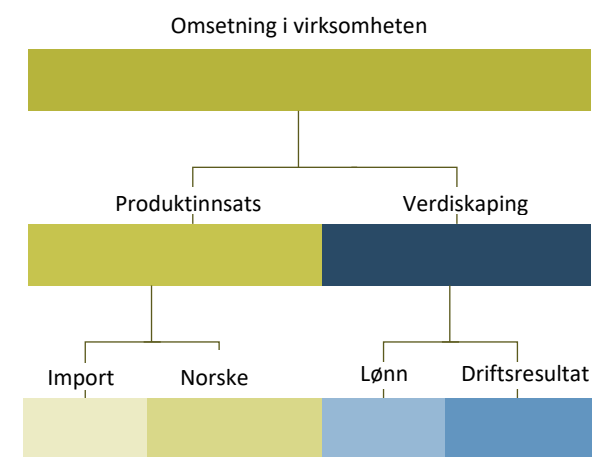 Omsetning i virksomheten
Produktinnsats Verdiskaping
Import Norske Lønn Driftsresultat